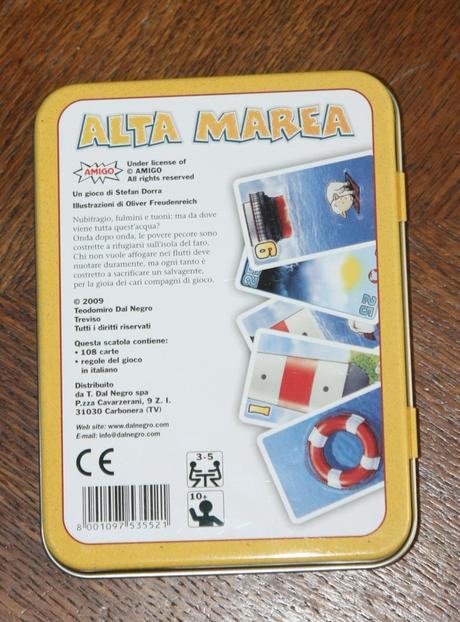 ALTA MAREA
AMIGO
Under license of
© AMIGO
All rights reserved
Un gioco di Stefan Dorra
Illustrazioni di Oliver Freudenreich
Nubifragio, fulmini e tuoni: ma da dove
viene tutta quest'acqua?
Onda dopo onda, le povere pecore sono
costrette a rifugiarsi sull'isola del faro.
Chi non vuole affogare nei flutti deve
nuotare duramente, ma ogni tanto è
costretto a sacrificare un salvagente,
per la gioia dei cari compagni di gioco.
© 2009
Teodomiro Dal Negro
Treviso
Tutti i diritti riservati
Questa scatola contiene:
• 108 carte
• regole del gioco
in italiano
Distribuito
da T. Dal Negro spa
P.zza Cavarzerani, 9 Z. I.
31030 Carbonera (TV)
Web site: www.dalnegro.com
E-mail: info@dalnegro.com
CE
3-5
10+
8 001097 535521
6
25
25
1